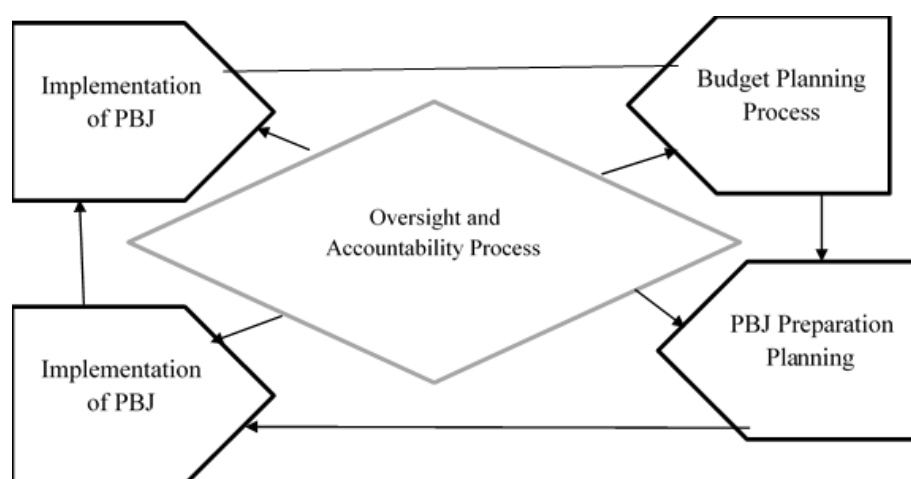 Implementation
of PBJ
Budget Planning
Process
Oversight and
Accountability Process
Implementation
of PBJ
PBJ Preparation
Planning